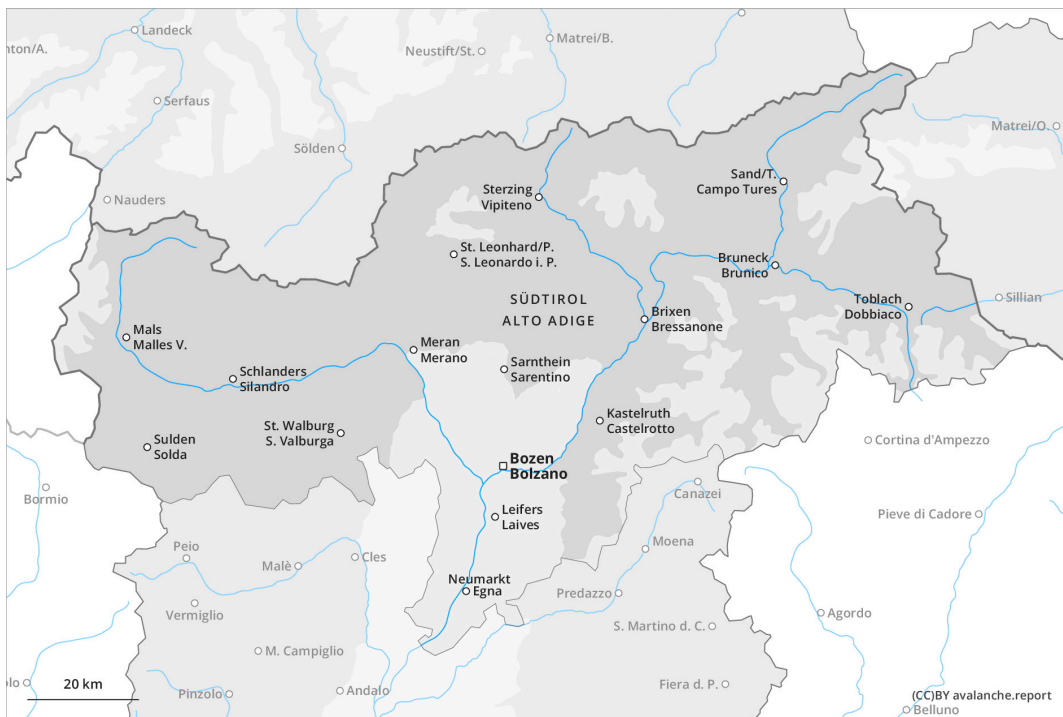 Landeck
Matrei/B.
nton/A.
Neustift/St.
Serfaus
Matrei/O.
Sölden
Sand/T.
Campo Tures
Sterzing
Vipiteno
Nauders
St. Leonhard/P.
S. Leonardo i. P.
Bruneck
Brunico
SÜDTIROL
ALTO ADIGE
Toblach
Dobbiaco
Sillian
Brixen
Bressanone
Mals
Malles V.
Meran
Merano
Sarnthein
Sarentino
Schlanders
Silandro
Kastelruth
Castelrotto
St. Walburg
S. Valburga
Sulden
Solda
Cortina d'Ampezzo
Bozen
Bolzano
Bormio
Canazei
Leifers
Laives
Pieve di Cadore
Peio
Malè
Cles
Moena
Neumarkt
Egna
Predazzo
Vermiglio
Agordo
S. Martino d. C.
M. Campiglio
olo
20 km
Pinzolo
Andalo
Fiera d. P.
(CC)BY avalanche.report
Belluno